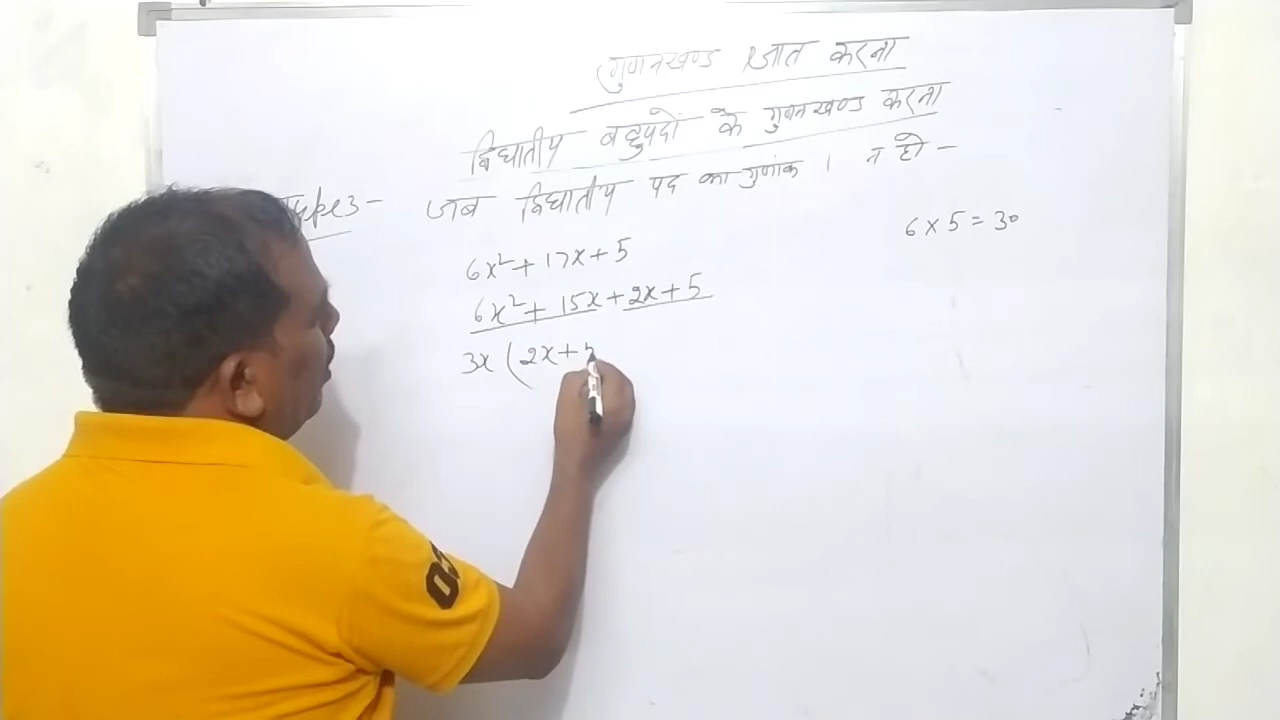 गुणनखण्ड ज्ञात करना
द्विघातीय बहुपदों के गुणनखण्ड करना
जब द्विघातीय पद का गुणांक 1 न हो -
6 x 5 = 30
6x² + 17x + 5
6x² + 15x + 2x + 5
3x (2x + 5